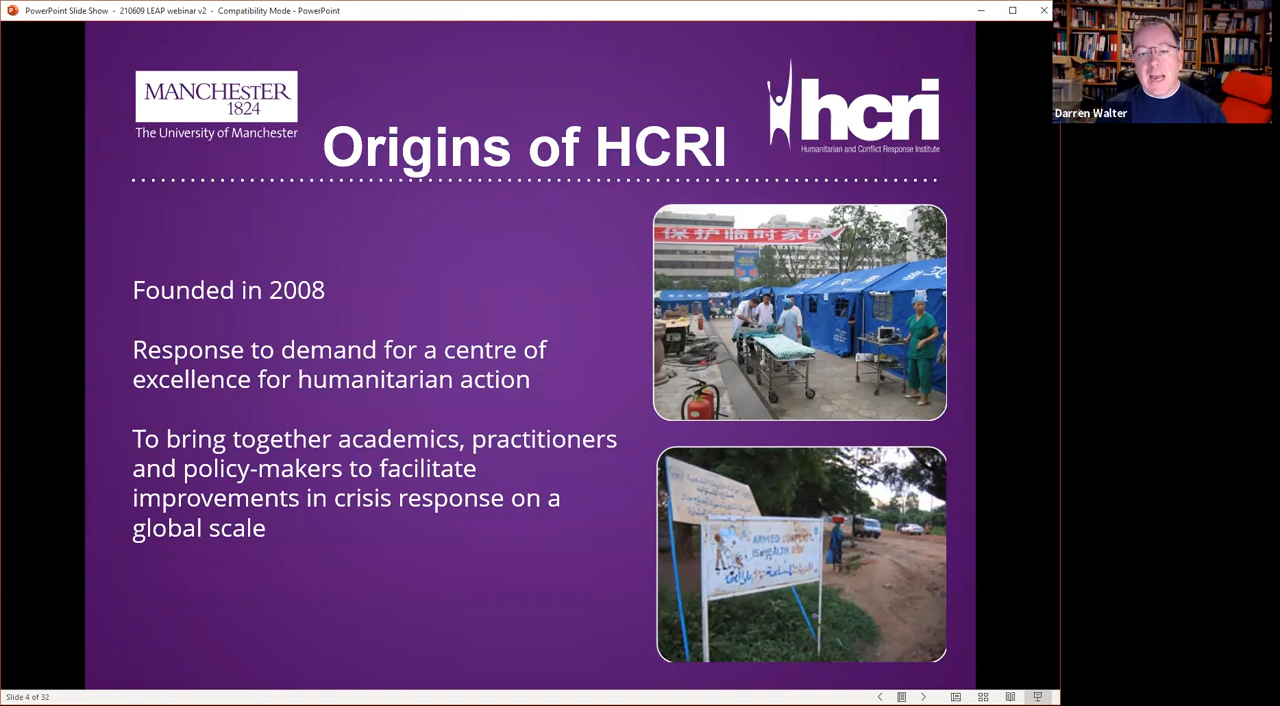 PowerPoint Slide Show - 210609 LEAP webinar v2 - Compatibility Mode - PowerPoint
MANCHESTER
1824
The University of Manchester
Origins of HCRI
hcri
Humanitarian and Conflict Response Institute
Darren Walter
Founded in 2008
Response to demand for a centre of
excellence for humanitarian action
To bring together academics, practitioners
and policy-makers to facilitate
improvements in crisis response on a
global scale
保护临时家园
ARMED CONFLICT
IS HEALTH RISK
Slide 4 of 32